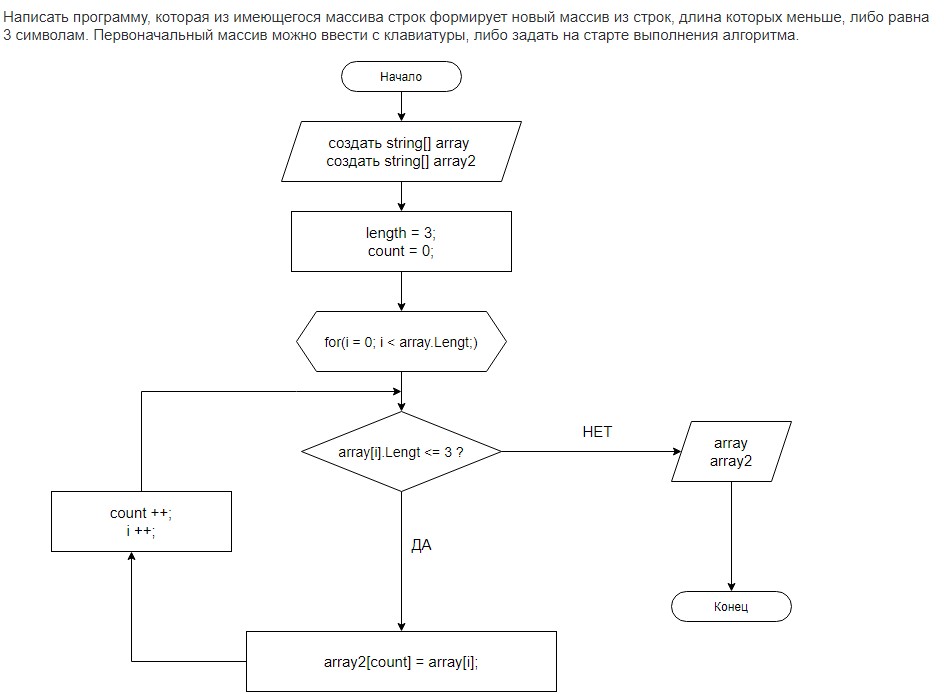 Написать программу, которая из имеющегося массива строк формирует новый массив из строк, длина которых меньше, либо равна
3 символам. Первоначальный массив можно ввести с клавиатуры, либо задать на старте выполнения алгоритма.
Начало
создать string[] array
создать string[] array2
length = 3;
count = 0;
for(i = 0; i < array.Lengt;)
array[i].Lengt <= 3 ?
НЕТ
array
array2
count ++;
i ++;
ДА
Конец
array2[count] = array[i];